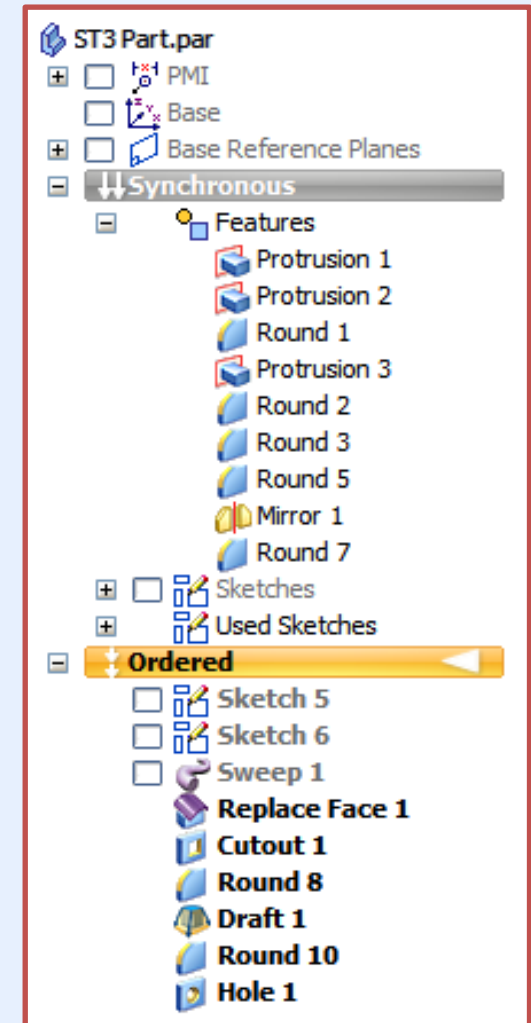 ST3 Part.par
PMI
Base
Base Reference Planes
Synchronous
Features
Protrusion 1
Protrusion 2
Round 1
Protrusion 3
Round 2
Round 3
Round 5
Mirror 1
Round 7
Sketches
Used Sketches
Ordered
Sketch 5
Sketch 6
Sweep 1
Replace Face 1
Cutout 1
Round 8
Draft 1
Round 10
Hole 1